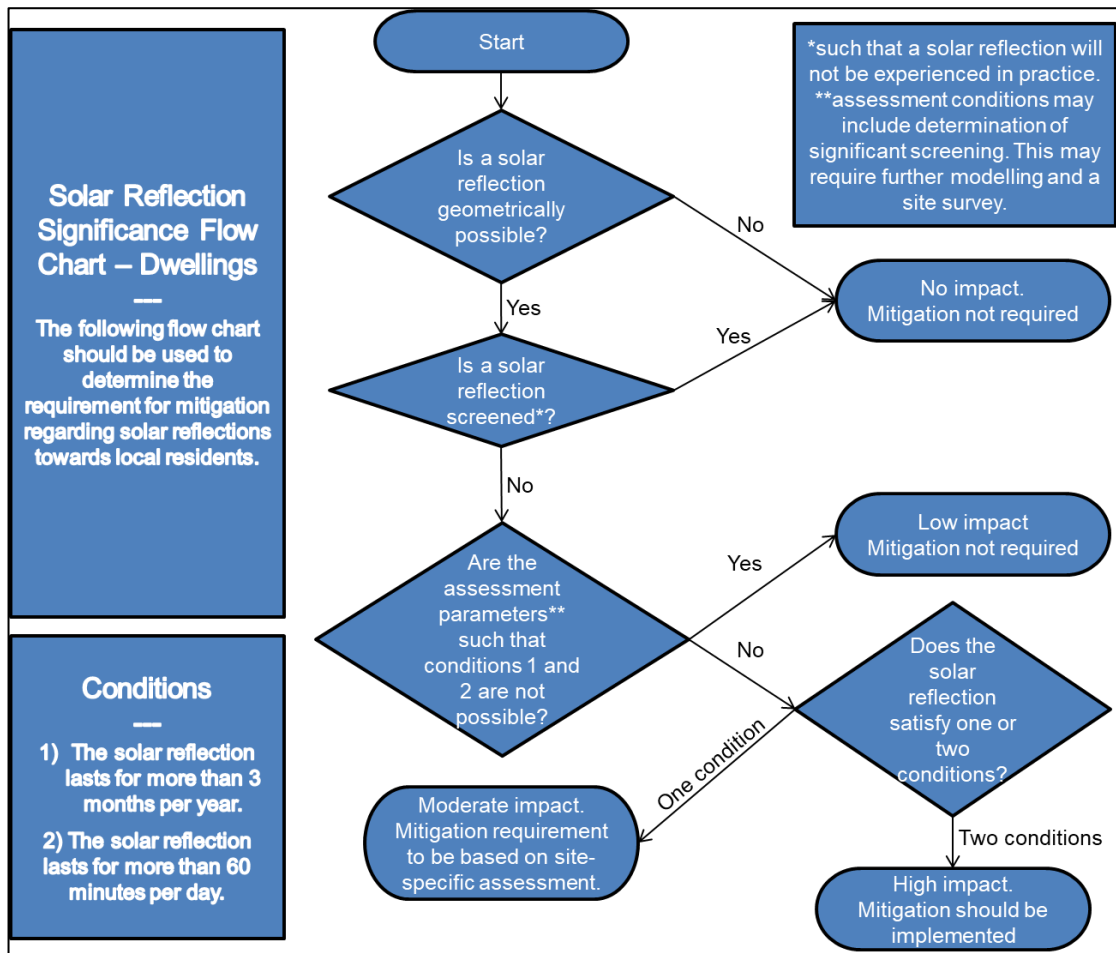 Solar Reflection
Significance Flow
Chart – Dwellings
---
The following flow chart
should be used to
determine the
requirement for mitigation
regarding solar reflections
towards local residents.
Conditions
---
1) The solar reflection
lasts for more than 3
months per year.
2) The solar reflection
lasts for more than 60
minutes per day.
Start
*such that a solar reflection will
not be experienced in practice.
**assessment conditions may
include determination of
significant screening. This may
require further modelling and a
site survey.
Is a solar
reflection
geometrically
possible?
No
Yes
No impact.
Mitigation not required
Is a solar
reflection
screened*?
Yes
No
Are the
assessment
parameters**
such that
conditions 1 and
2 are not
possible?
Yes
Low impact
Mitigation not required
No
Does the
solar
reflection
satisfy one or
two
conditions?
One condition
Moderate impact.
Mitigation requirement
to be based on site-
specific assessment.
Two conditions
High impact.
Mitigation should be
implemented